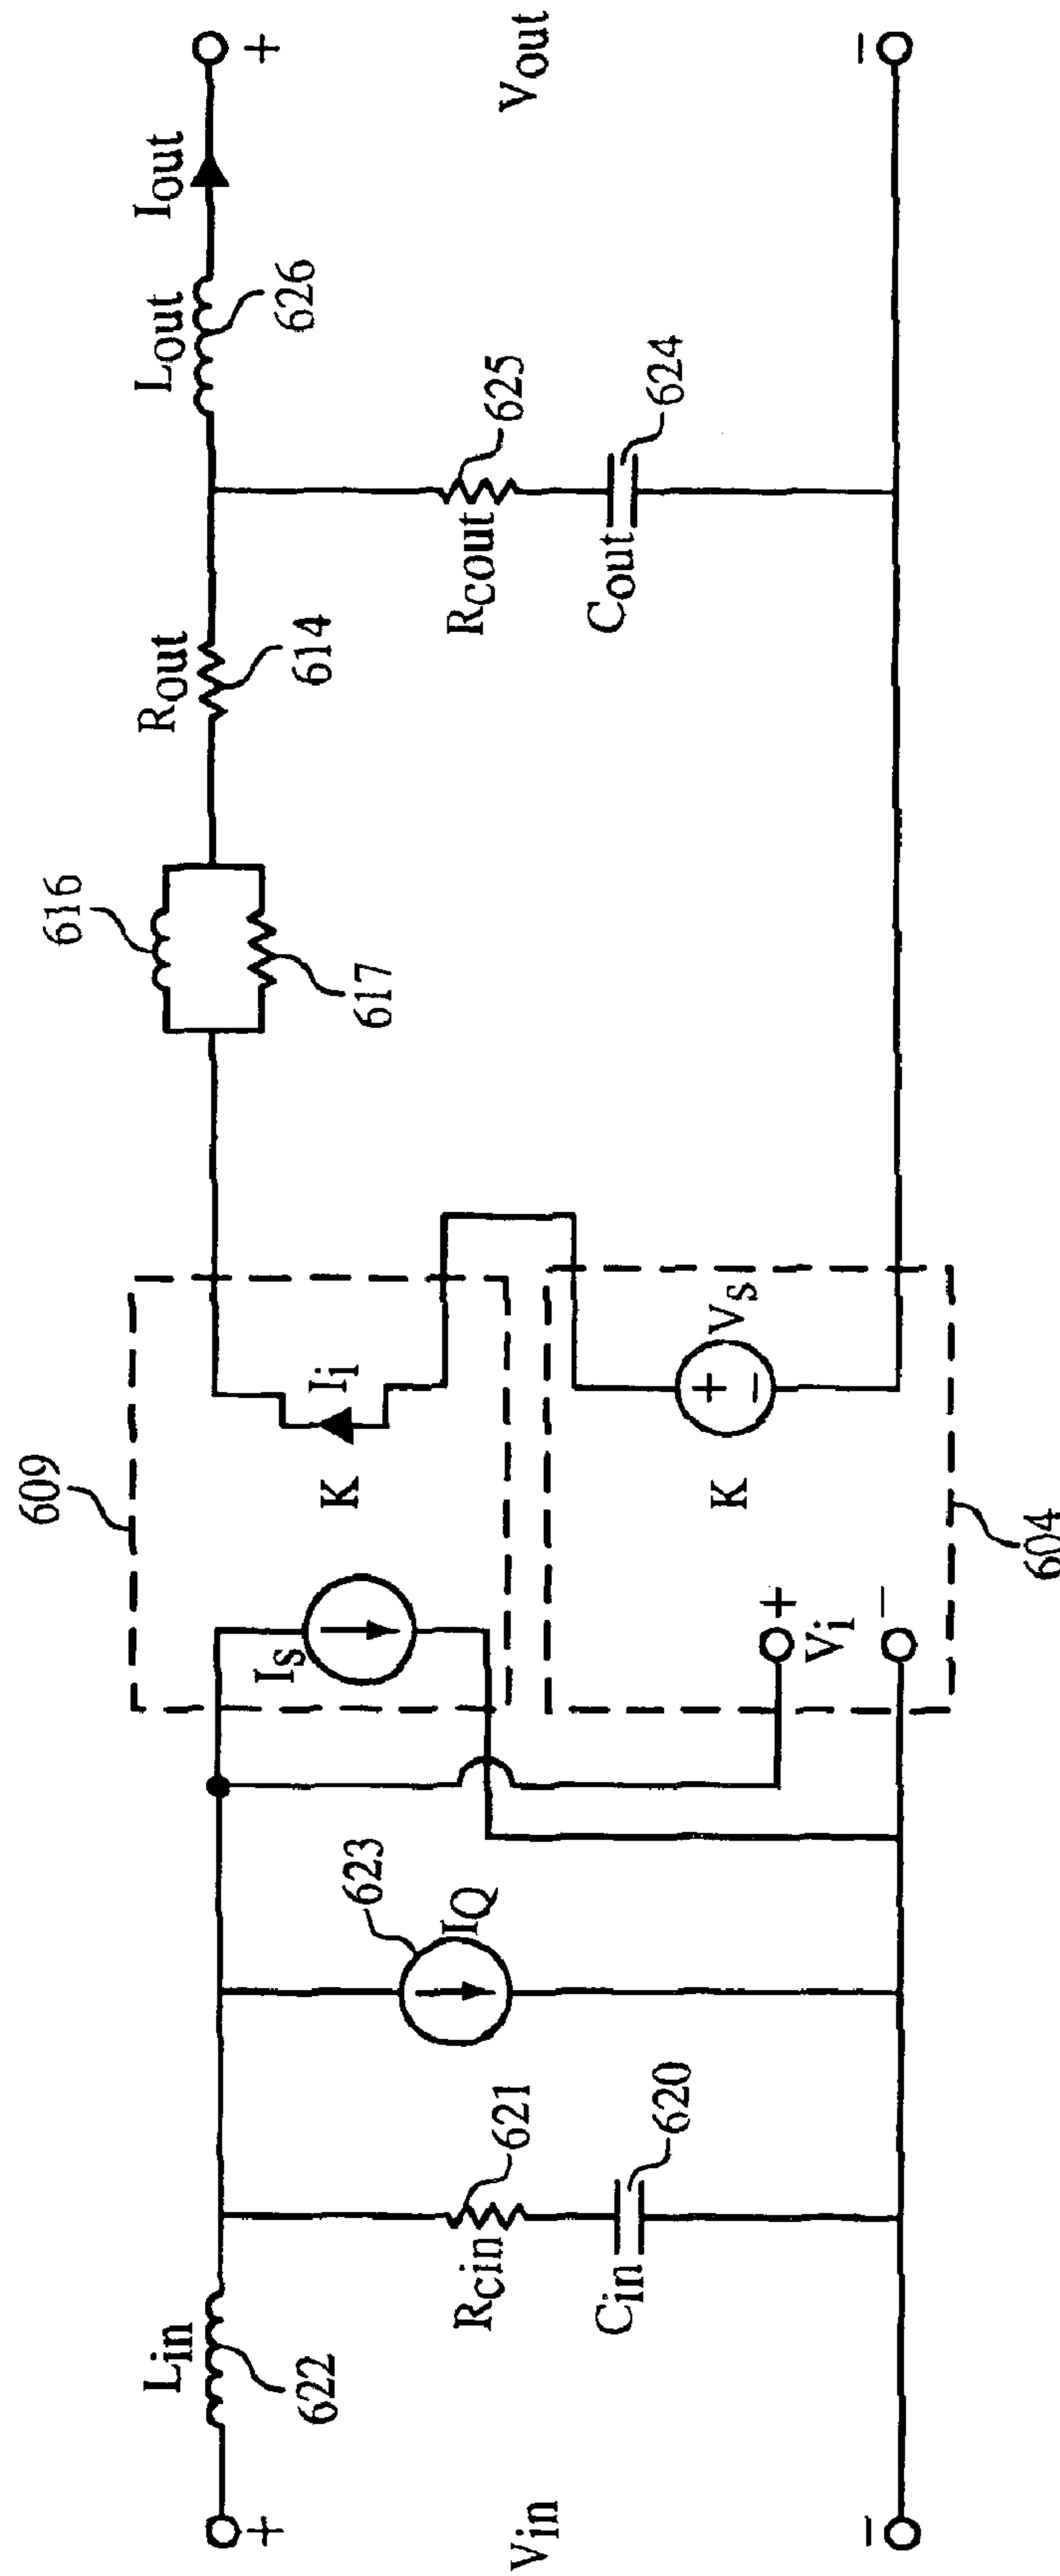 609
616
Lin
622
Is
K
Ii
617
Rout
614
Lout
626
Iout
+
+
Vin
Rcin
621
Cin
620
623
IQ
Vi
+
−
K
+
−
Vs
604
Rcout
625
Cout
624
Vout
−
−